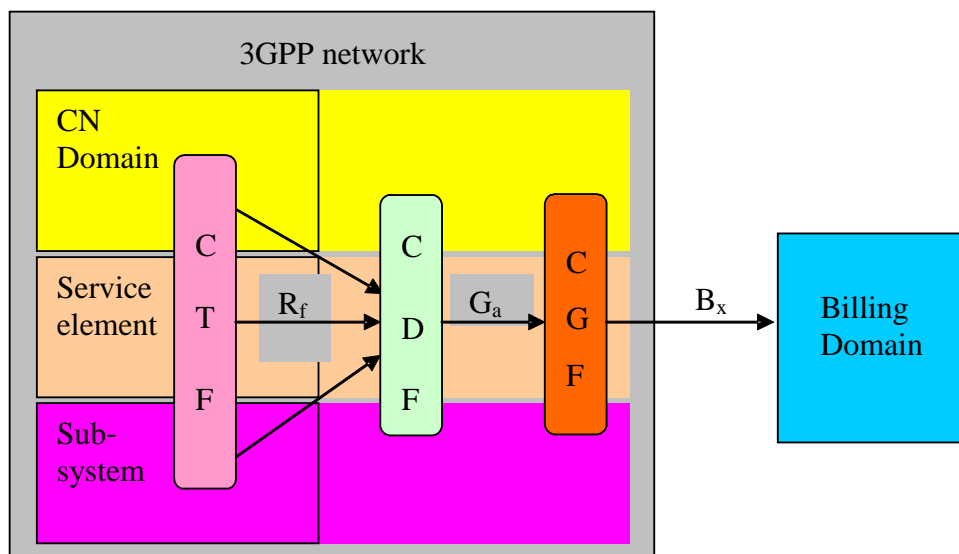 3GPP network
CN
Domain
C
T
F
Service
element
Rf
Sub-
system
C
D
F
Ga
C
G
F
Bx
Billing
Domain